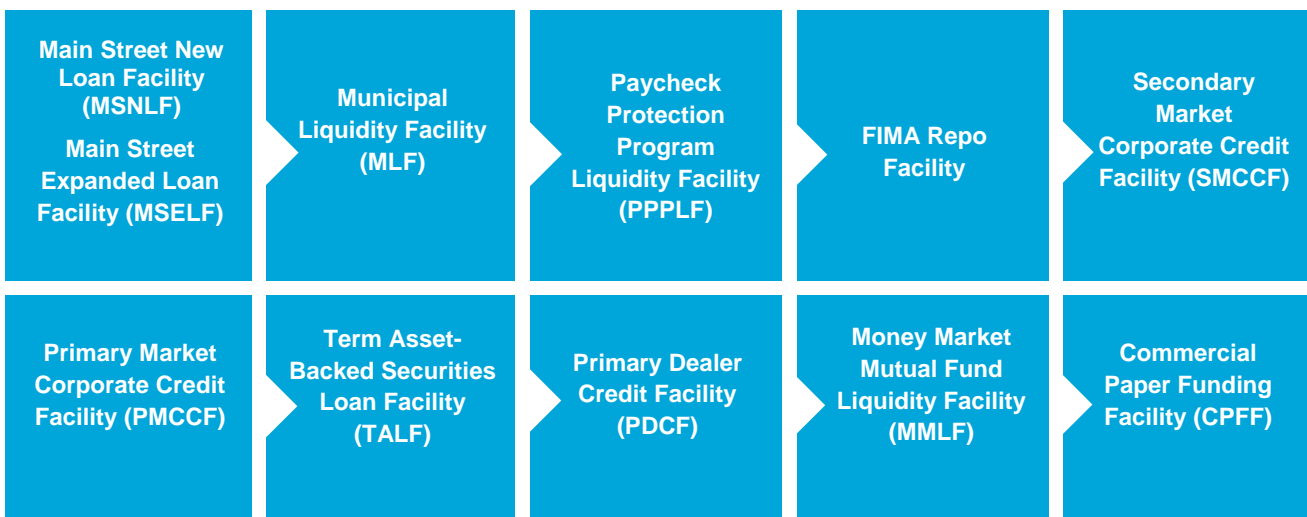 Main Street New
Loan Facility
(MSNLF)
Main Street
Expanded Loan
Facility (MSELF)
Municipal
Liquidity Facility
(MLF)
Paycheck
Protection
Program
Liquidity Facility
(PPPLF)
FIMA Repo
Facility
Secondary
Market
Corporate Credit
Facility (SMCCF)
Primary Market
Corporate Credit
Facility (PMCCF)
Term Asset-
Backed Securities
Loan Facility
(TALF)
Primary Dealer
Credit Facility
(PDCF)
Money Market
Mutual Fund
Liquidity Facility
(MMLF)
Commercial
Paper Funding
Facility (CPFF)